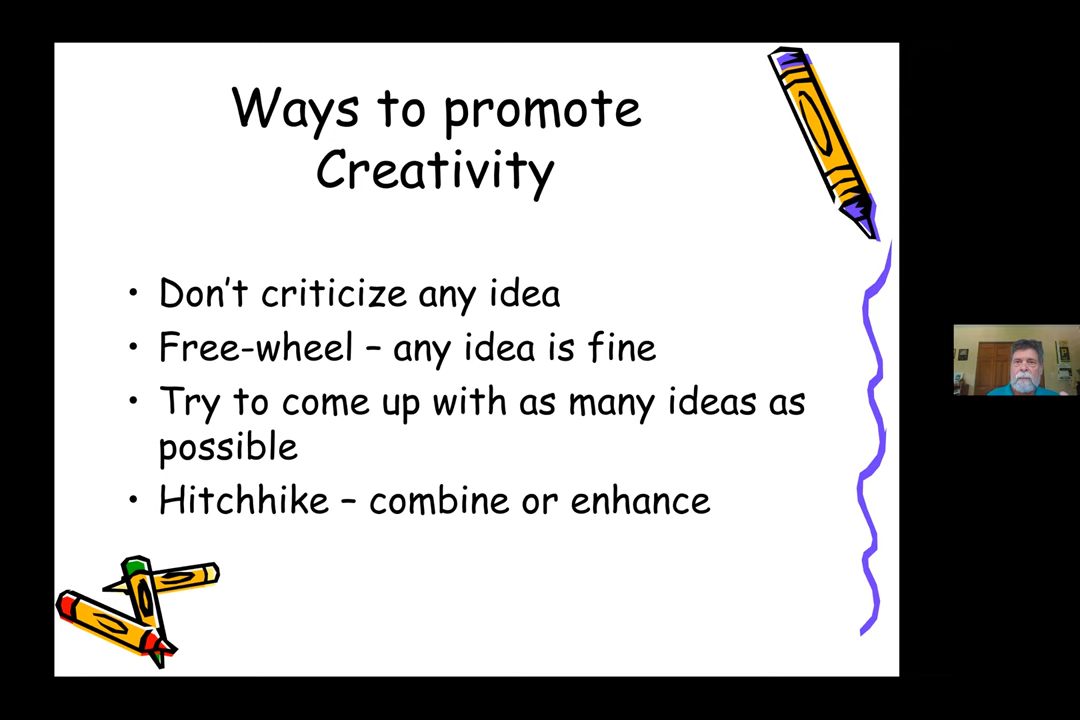 Ways to promote
Creativity
• Don't criticize any idea
• Free-wheel – any idea is fine
• Try to come up with as many ideas as
possible
• Hitchhike – combine or enhance